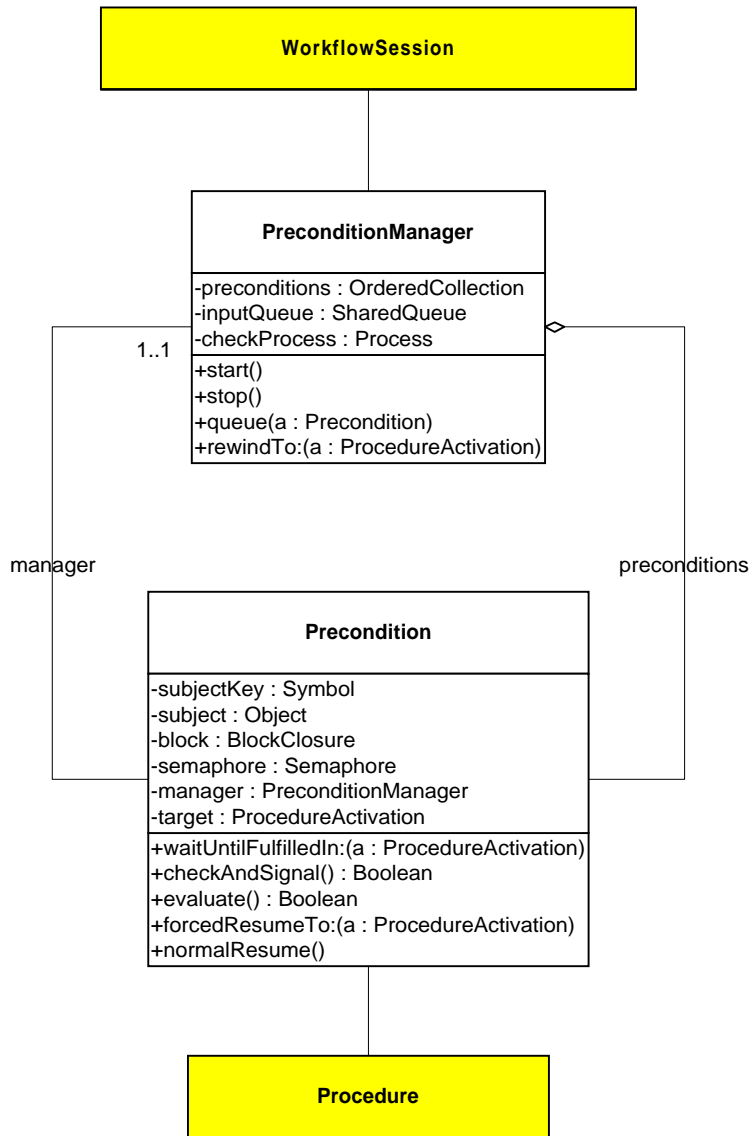 WorkflowSession
PreconditionManager
-preconditions : OrderedCollection
-inputQueue : SharedQueue
-checkProcess : Process
1..1
+start()
+stop()
+queue(a : Precondition)
+rewindTo:(a : ProcedureActivation)
manager
preconditions
Precondition
-subjectKey : Symbol
-subject : Object
-block : BlockClosure
-semaphore : Semaphore
-manager : PreconditionManager
-target : ProcedureActivation
+waitUntilFulfilledIn:(a : ProcedureActivation)
+checkAndSignal() : Boolean
+evaluate() : Boolean
+forcedResumeTo:(a : ProcedureActivation)
+normalResume()
Procedure